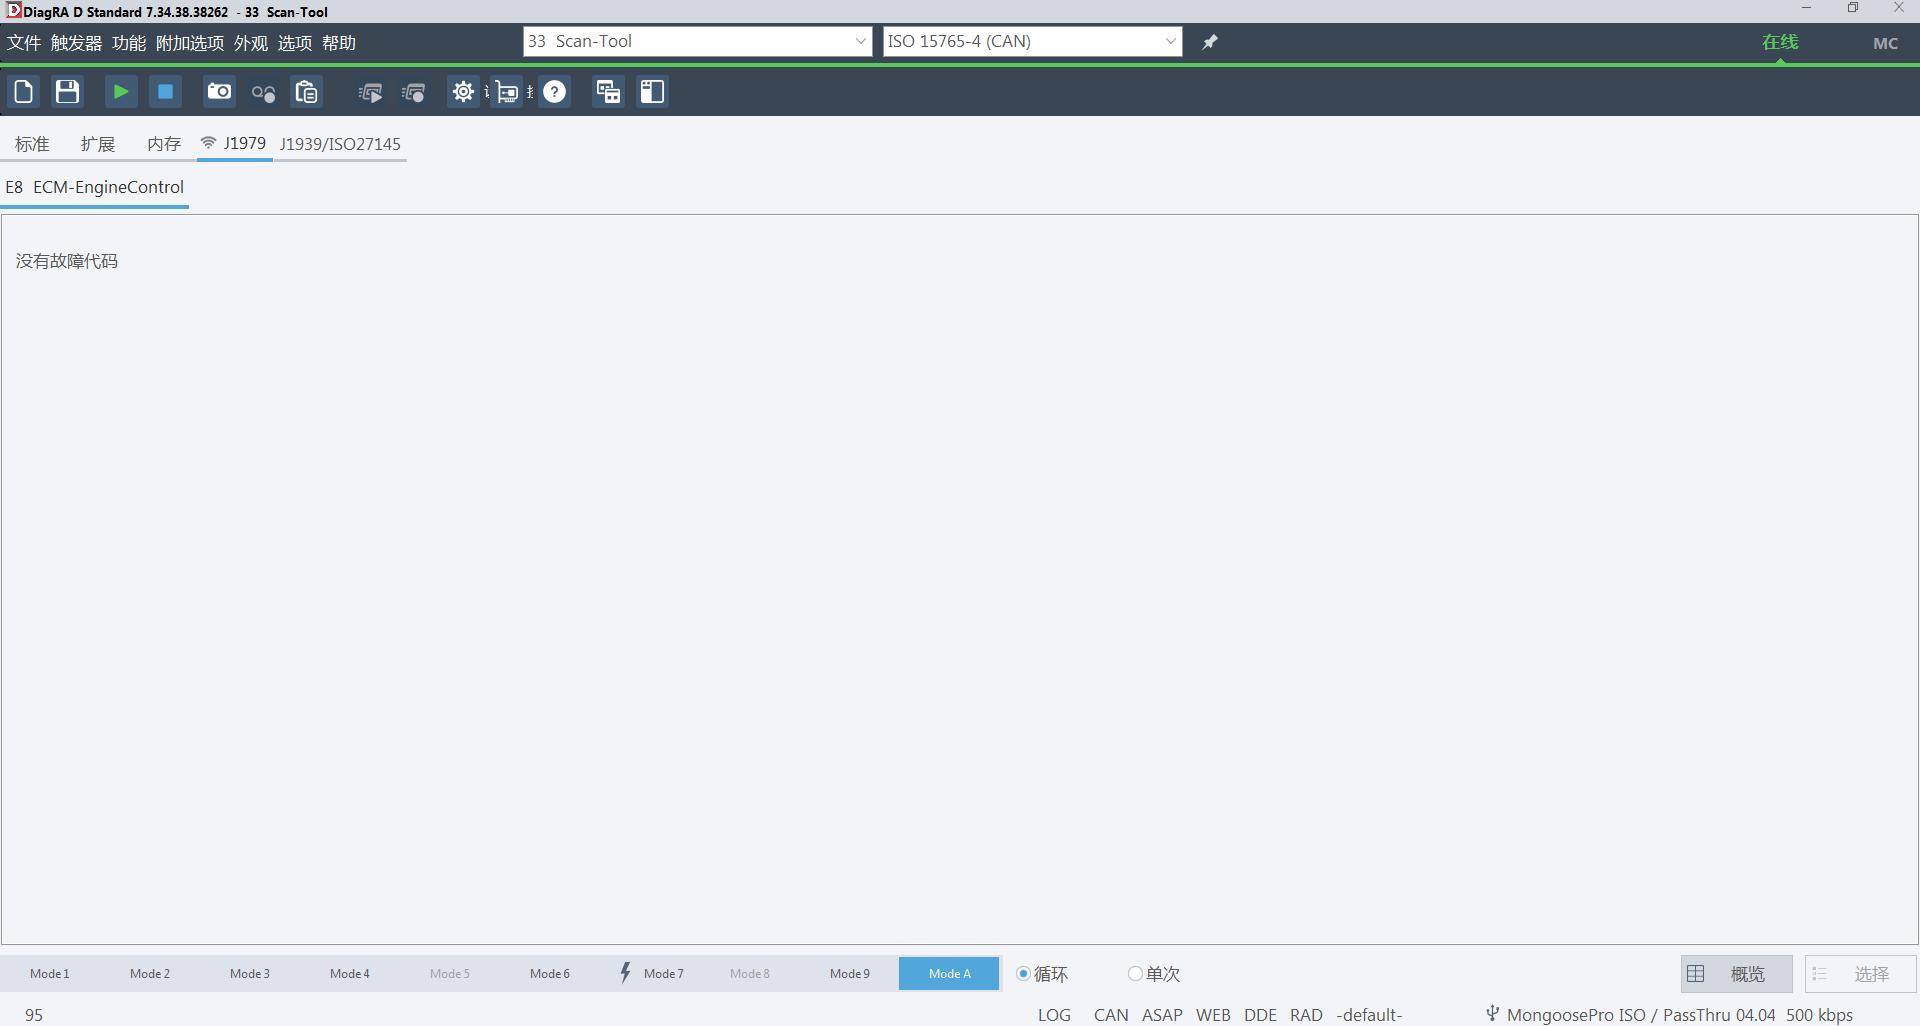 DiagRA D Standard 7.34.38.38262 - 33 Scan-Tool
文件 触发器 功能 附加选项 外观 选项 帮助 33 Scan-Tool ISO 15765-4 (CAN) 在线 MC
标准 扩展 内存 J1979 J1939/ISO27145
E8 ECM-EngineControl
没有故障代码
Mode 1 Mode 2 Mode 3 Mode 4 Mode 5 Mode 6 Mode 7 Mode 8 Mode 9 Mode A 循环 单次 概览 选择
95 LOG CAN ASAP WEB DDE RAD -default- MongoosePro ISO / PassThru 04.04 500 kbps